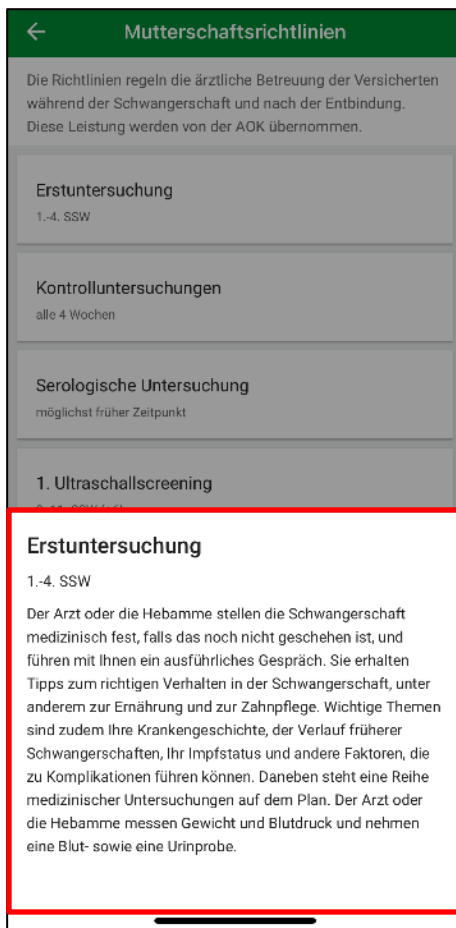 Mutterschaftsrichtlinien
Die Richtlinien regeln die ärztliche Betreuung der Versicherten
während der Schwangerschaft und nach der Entbindung.
Diese Leistung werden von der AOK übernommen.
Erstuntersuchung
1.-4. SSW
Kontrolluntersuchungen
alle 4 Wochen
Serologische Untersuchung
möglichst früher Zeitpunkt
1. Ultraschallscreening
Erstuntersuchung
1.-4. SSW
Der Arzt oder die Hebamme stellen die Schwangerschaft
medizinisch fest, falls das noch nicht geschehen ist, und
führen mit Ihnen ein ausführliches Gespräch. Sie erhalten
Tipps zum richtigen Verhalten in der Schwangerschaft, unter
anderem zur Ernährung und zur Zahnpflege. Wichtige Themen
sind zudem Ihre Krankengeschichte, der Verlauf früherer
Schwangerschaften, Ihr Impfstatus und andere Faktoren, die
zu Komplikationen führen können. Daneben steht eine Reihe
medizinischer Untersuchungen auf dem Plan. Der Arzt oder
die Hebamme messen Gewicht und Blutdruck und nehmen
eine Blut- sowie eine Urinprobe.